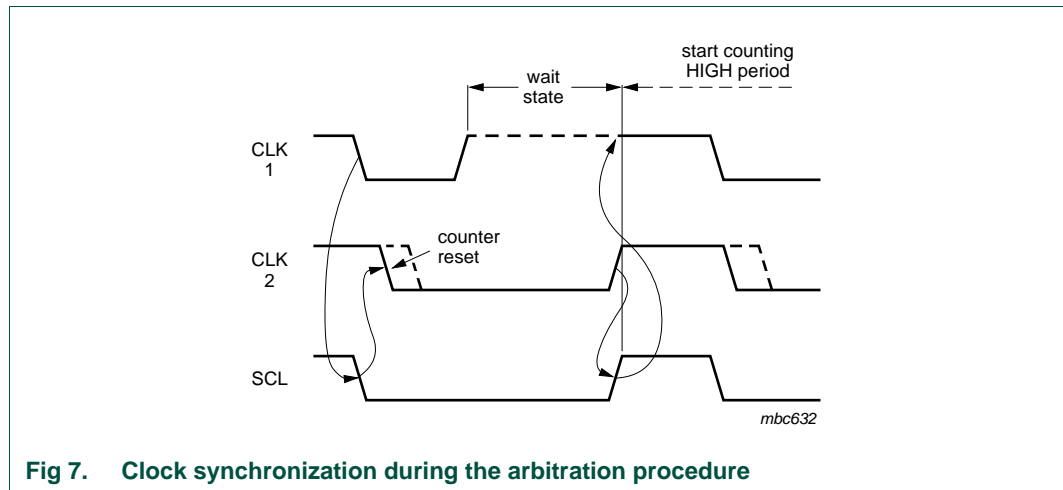 start counting
HIGH period
wait
state
CLK
1
counter
reset
CLK
2
SCL
mbc632
Fig 7. Clock synchronization during the arbitration procedure